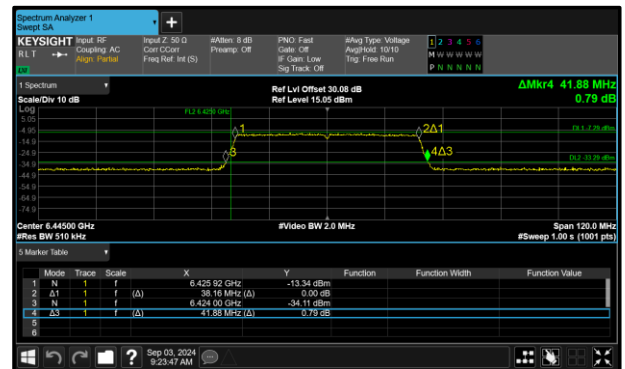 Spectrum Analyzer 1
Swept SA
+
KEYSIGHT Input: RF Input Z: 50 Ω #Atten: 8 dB PNO: Fast #Avg Type: Voltage 1 2 3 4 5 6
RLT Coupling: AC Corr CCorr Preamp: Off Gate: Off Avg|Hold: 10/10 M W W W W W
Align: Partial Freq Ref: Int (S) IF Gain: Low Trig: Free Run
Sig Track: Off P N N N N N
LXI
1 Spectrum
Ref Lvl Offset 30.08 dB ΔMkr4 41.88 MHz
Scale/Div 10 dB Ref Level 15.05 dBm 0.79 dB
Log
FL2 6.4250 GHz
5.05
-4.95
-14.9
-24.9
-34.9
-44.9
-54.9
-64.9
-74.9
1
2Δ1
3
4Δ3
DL1 -7.29 dBm
DL2 -33.29 dBm
Center 6.44500 GHz #Video BW 2.0 MHz Span 120.0 MHz
#Res BW 510 kHz #Sweep 1.00 s (1001 pts)
5 Marker Table
Mode Trace Scale X Y Function Function Width Function Value
1 N 1 f 6.425 92 GHz -13.34 dBm
2 Δ1 1 f (Δ) 38.16 MHz (Δ) 0.00 dB
3 N 1 f 6.424 00 GHz -34.11 dBm
4 Δ3 1 f (Δ) 41.88 MHz (Δ) 0.79 dB
5
6
?
Sep 03, 2024
9:23:47 AM